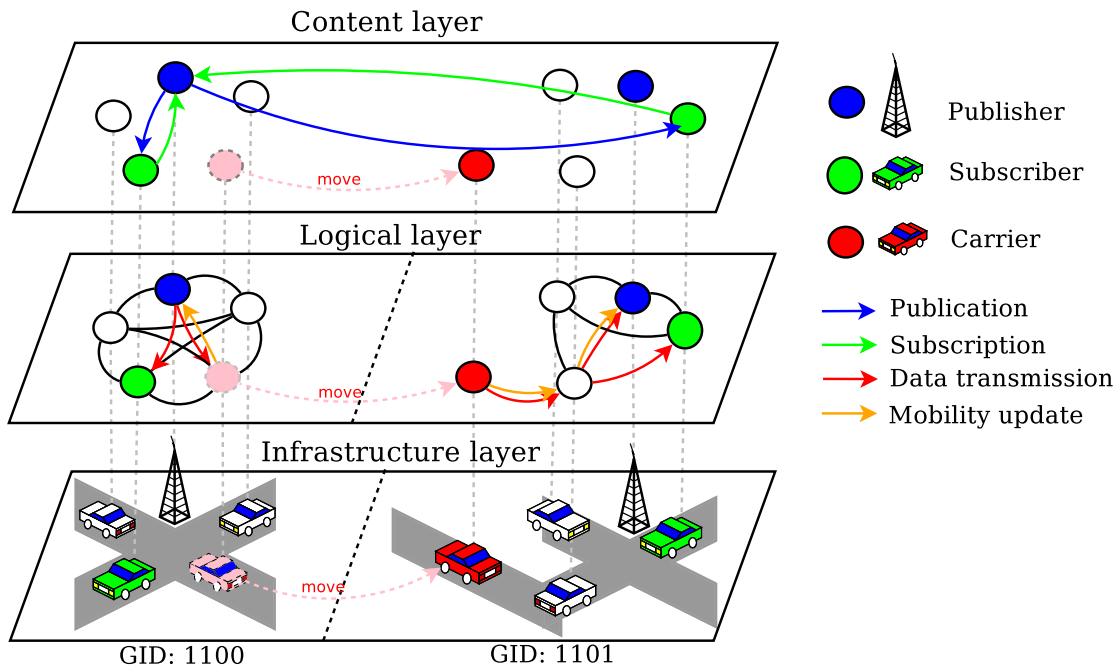 Content layer
move
Logical layer
move
Infrastructure layer
move
GID: 1100
GID: 1101
Publisher
Subscriber
Carrier
Publication
Subscription
Data transmission
Mobility update